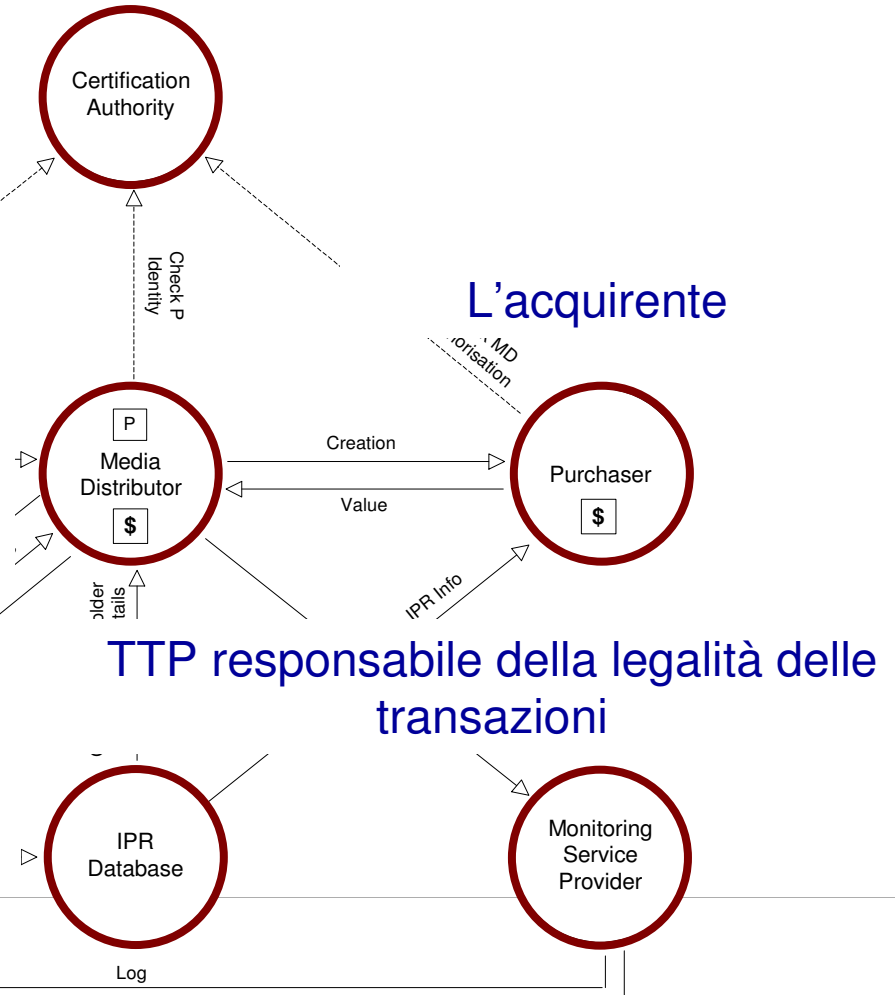 Certification
Authority
Check P
Identity
L'acquirente
MD
P
Media
Distributor
$
Creation
Value
Purchaser
$
IPR Info
TTP responsabile della legalità delle
transazioni
IPR
Database
Monitoring
Service
Provider
Log